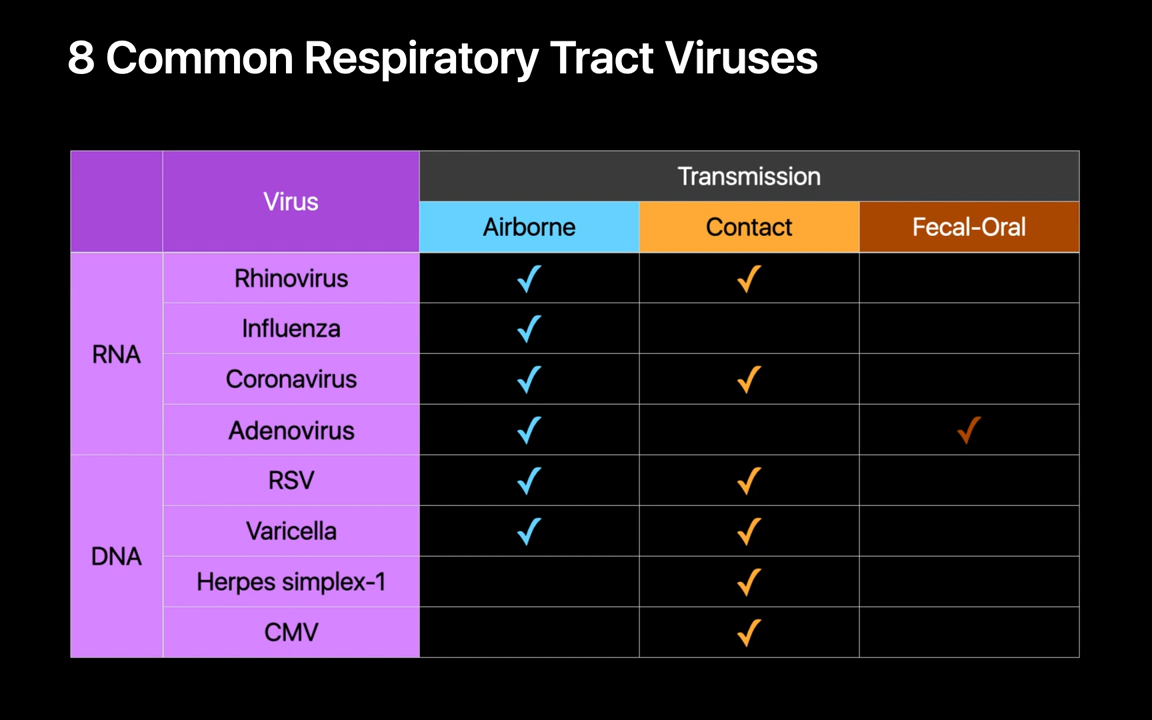 8 Common Respiratory Tract Viruses
Virus
Transmission
Airborne Contact Fecal-Oral
RNA
Rhinovirus ✓ ✓
Influenza ✓
Coronavirus ✓ ✓
Adenovirus ✓ ✓
DNA
RSV ✓ ✓
Varicella ✓ ✓
Herpes simplex-1 ✓
CMV ✓